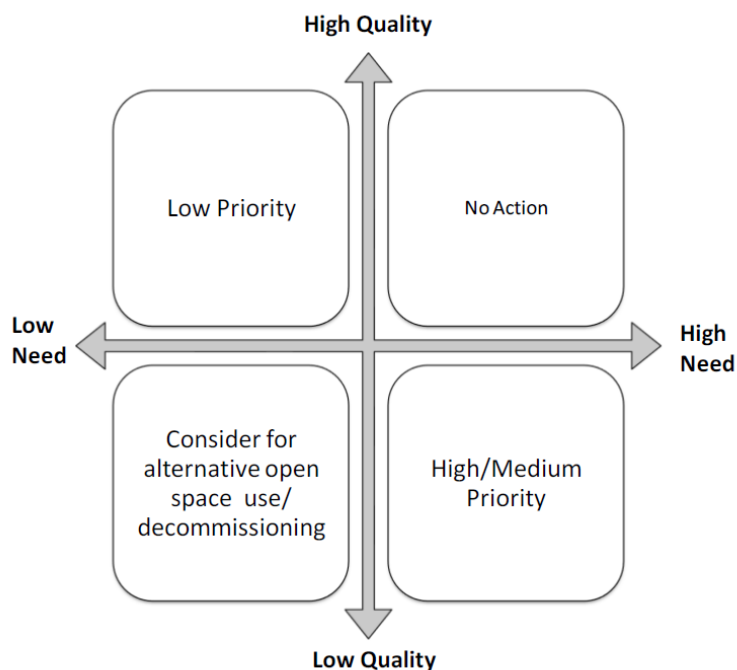 High Quality
Low Priority
No Action
Low
Need
High
Need
Consider for
alternative open
space use/
decommissioning
High/Medium
Priority
Low Quality